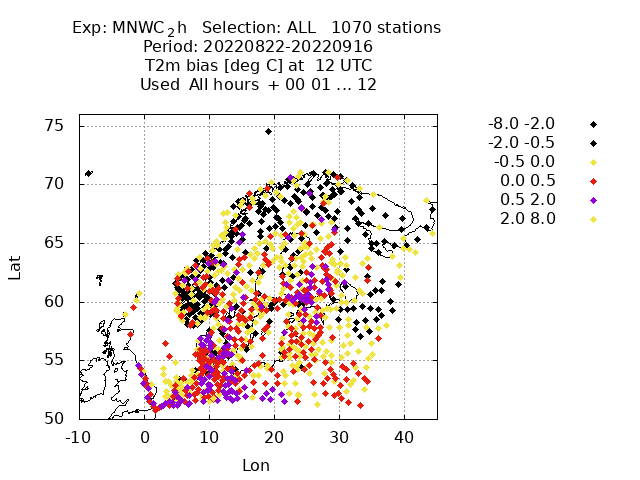 Exp: MNWC_2h   Selection: ALL   1070 stations
Period: 20220822-20220916
T2m bias [deg C] at  12 UTC
Used  All hours  + 00 01 ... 12
-8.0 -2.0
-2.0 -0.5
-0.5 0.0
0.0 0.5
0.5 2.0
2.0 8.0
75
70
65
60
55
50
Lat
-10 0 10 20 30 40
Lon